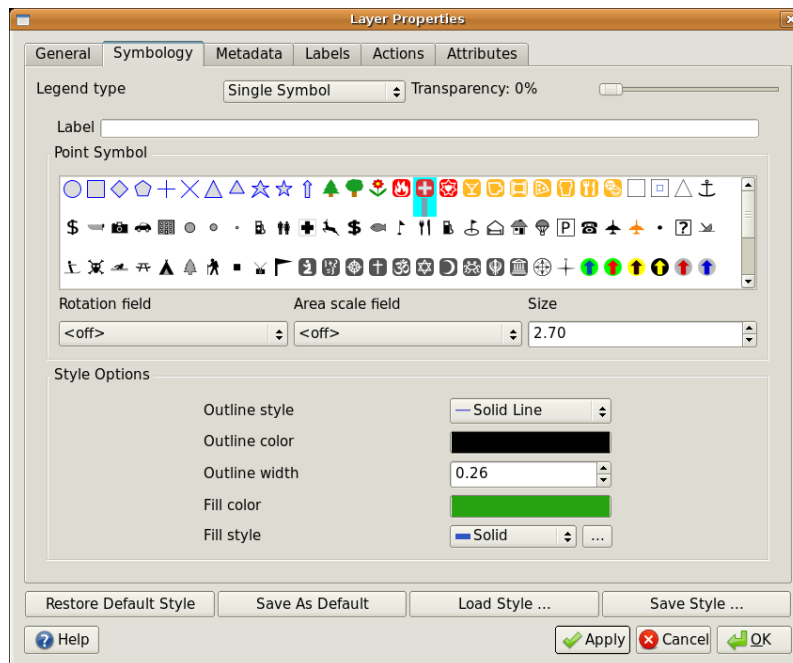 Layer Properties
General Symbology Metadata Labels Actions Attributes
Legend type Single Symbol Transparency: 0%
Label
Point Symbol
Rotation field Area scale field Size
<off> <off> 2.70
Style Options
Outline style Solid Line
Outline color
Outline width 0.26
Fill color
Fill style Solid ...
Restore Default Style Save As Default Load Style ... Save Style ...
Help Apply Cancel OK